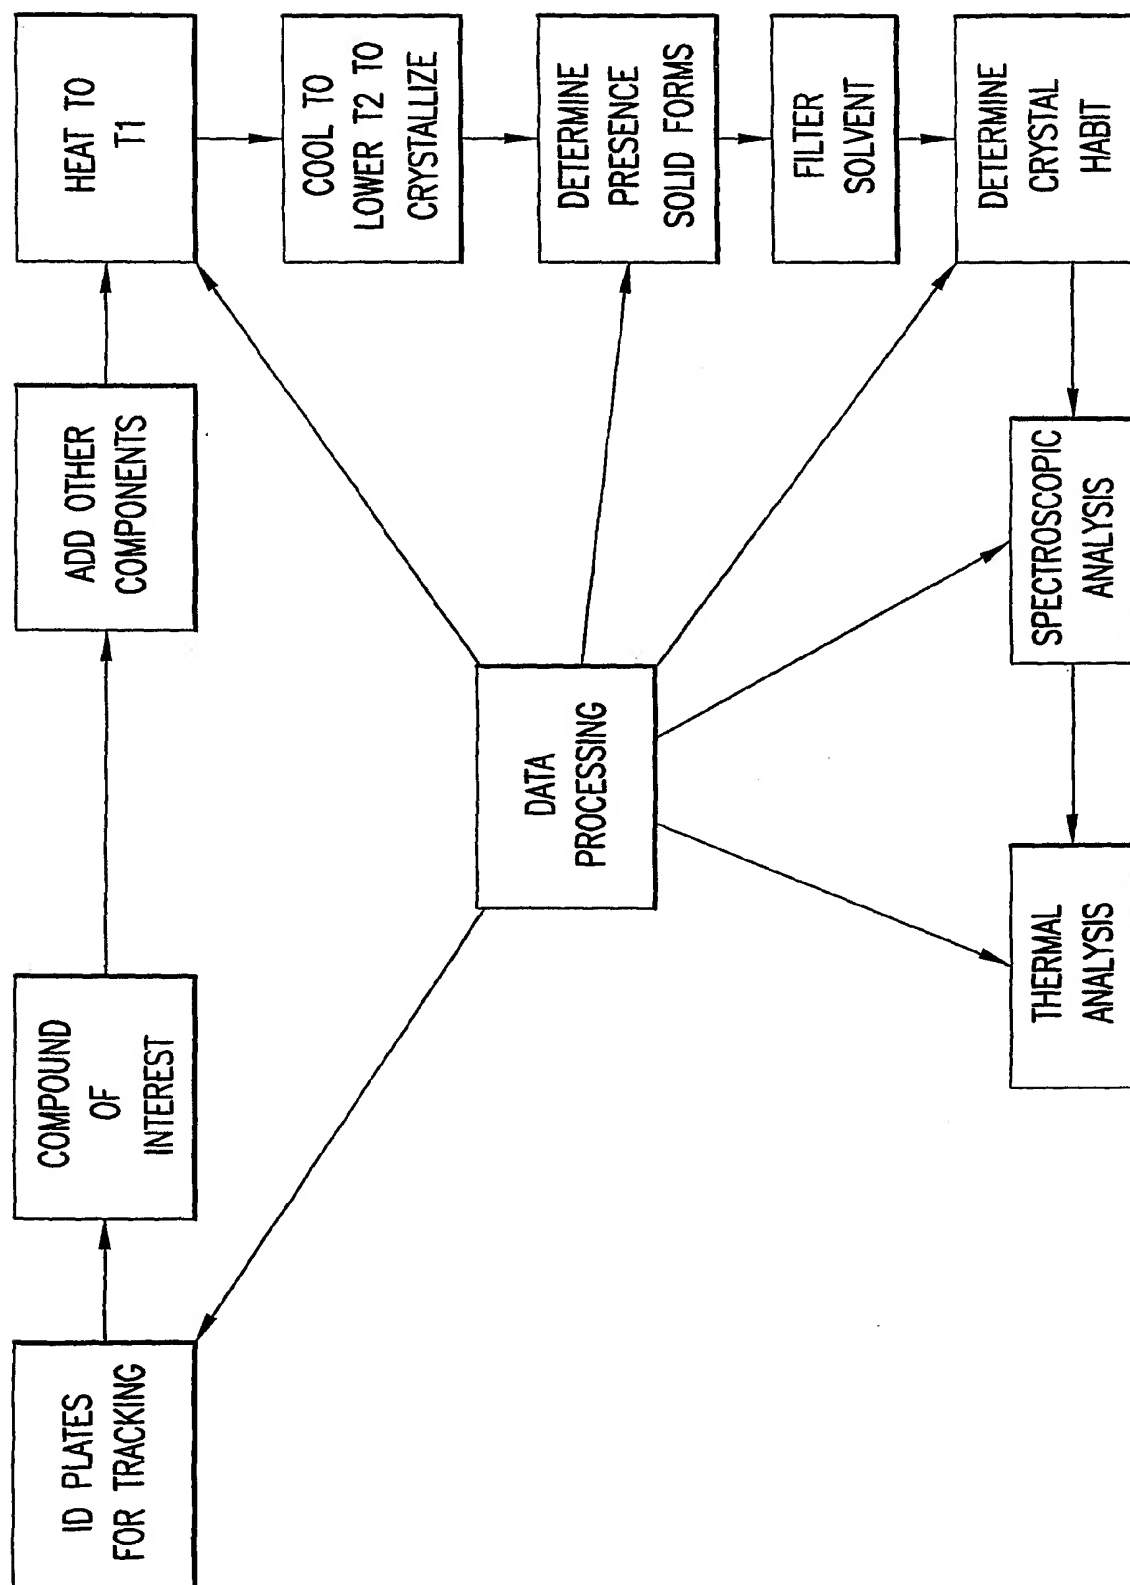 ID PLATES
FOR TRACKING
COMPOUND
OF
INTEREST
ADD OTHER
COMPONENTS
HEAT TO
T1
COOL TO
LOWER T2 TO
CRYSTALLIZE
DETERMINE
PRESENCE
SOLID FORMS
FILTER
SOLVENT
DETERMINE
CRYSTAL
HABIT
SPECTROSCOPIC
ANALYSIS
THERMAL
ANALYSIS
DATA
PROCESSING